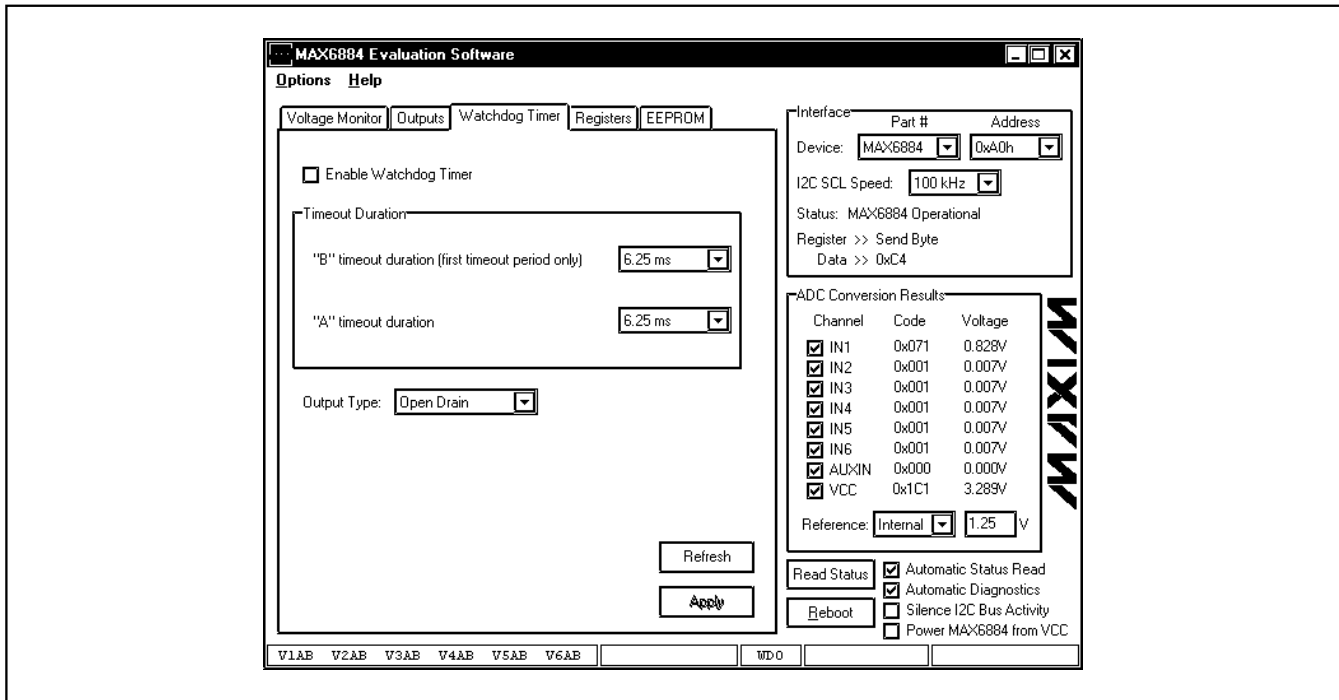 MAX6884 Evaluation Software
Options Help
Voltage Monitor Outputs Watchdog Timer Registers EEPROM
Enable Watchdog Timer
Timeout Duration
"B" timeout duration (first timeout period only) 6.25 ms
"A" timeout duration 6.25 ms
Output Type: Open Drain
Refresh
Apply
Interface
Part # Address
Device: MAX6884 0xA0h
I2C SCL Speed: 100 kHz
Status: MAX6884 Operational
Register >> Send Byte
Data >> 0xC4
ADC Conversion Results
Channel Code Voltage
IN1 0x071 0.828V
IN2 0x001 0.007V
IN3 0x001 0.007V
IN4 0x001 0.007V
IN5 0x001 0.007V
IN6 0x001 0.007V
AUXIN 0x000 0.000V
VCC 0x1C1 3.289V
Reference: Internal 1.25 V
MAXIM
Read Status
Reboot
Automatic Status Read
Automatic Diagnostics
Silence I2C Bus Activity
Power MAX6884 from VCC
V1AB V2AB V3AB V4AB V5AB V6AB WDO